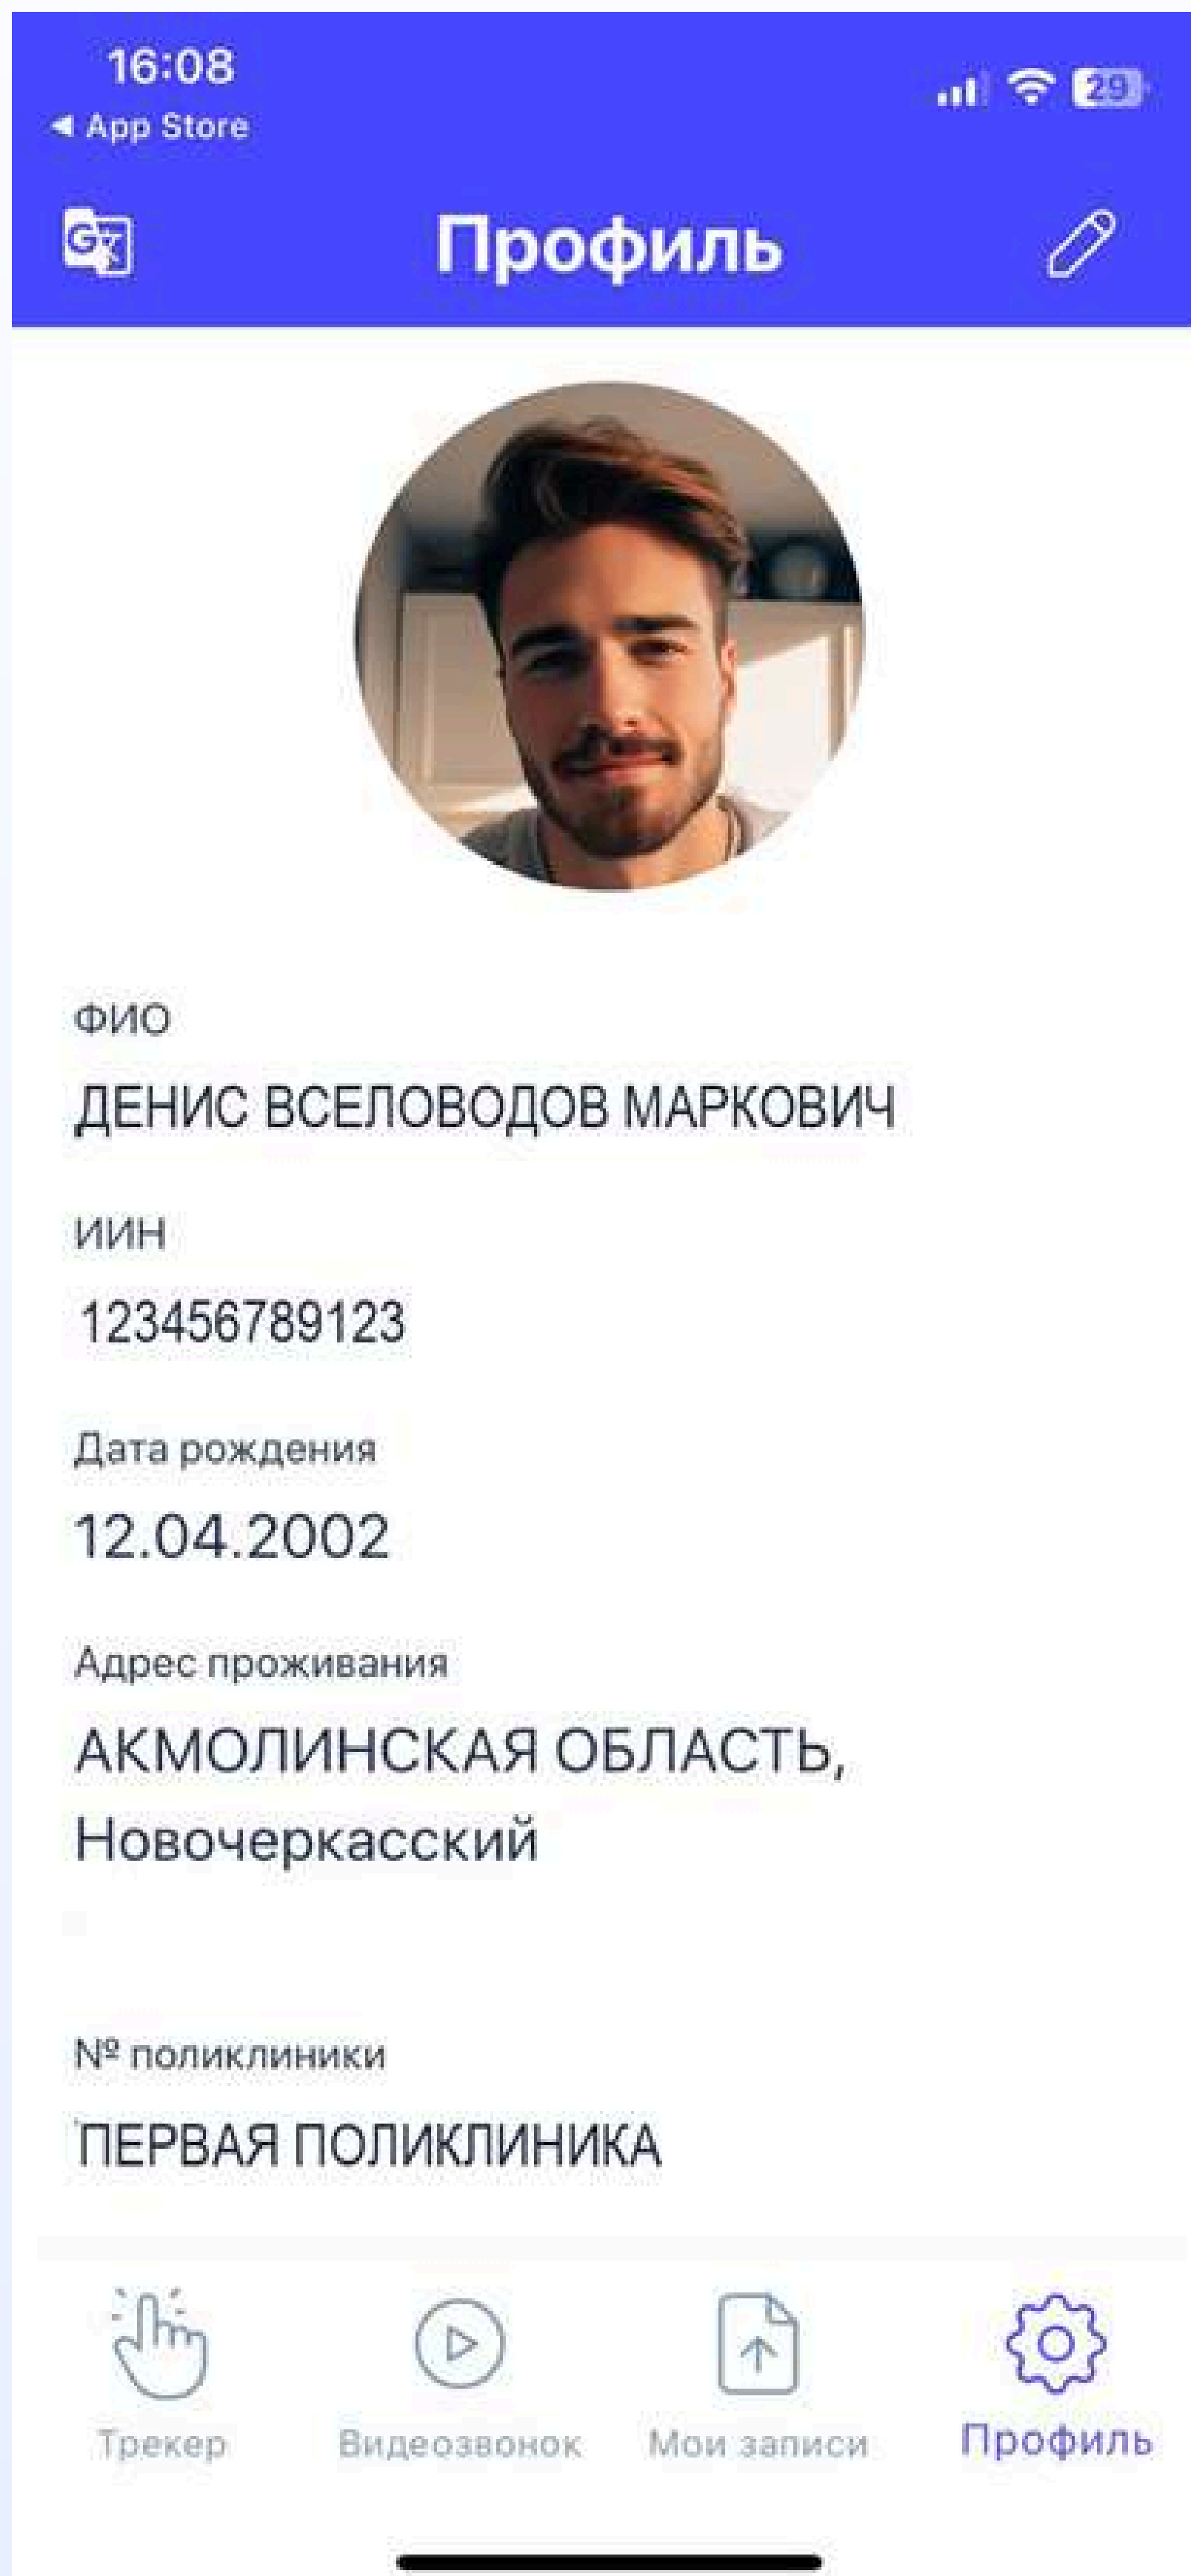 16:08
29
◀ App Store
Профиль
ФИО
ДЕНИС ВСЕЛОВОДОВ МАРКОВИЧ
ИИН
123456789123
Дата рождения
12.04.2002
Адрес проживания
АКМОЛИНСКАЯ ОБЛАСТЬ,
Новочеркасский
№ поликлиники
ПЕРВАЯ ПОЛИКЛИНИКА
Трекер
Видеозвонок
Мои записи
Профиль